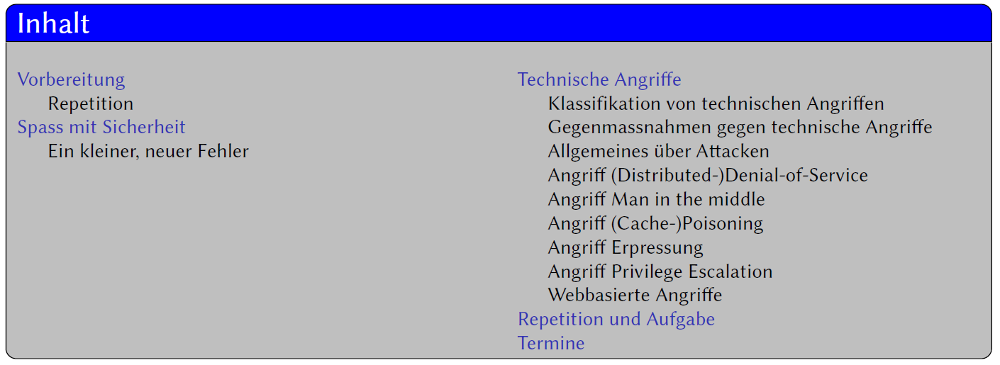 Inhalt
Vorbereitung
Repetition
Spass mit Sicherheit
Ein kleiner, neuer Fehler
Technische Angriffe
Klassifikation von technischen Angriffen
Gegenmassnahmen gegen technische Angriffe
Allgemeines über Attacken
Angriff (Distributed-)Denial-of-Service
Angriff Man in the middle
Angriff (Cache-)Poisoning
Angriff Erpressung
Angriff Privilege Escalation
Webbasierte Angriffe
Repetition und Aufgabe
Termine